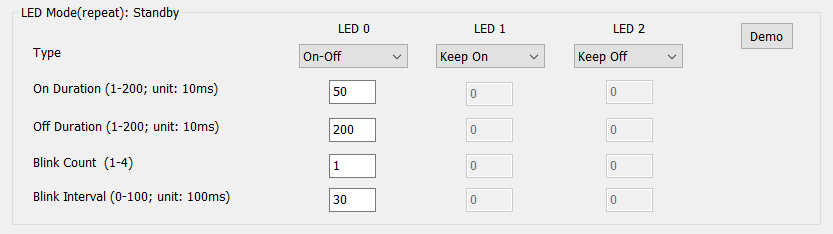 LED Mode(repeat): Standby
LED 0 LED 1 LED 2
Demo
Type On-Off Keep On Keep Off
On Duration (1-200; unit: 10ms) 50 0 0
Off Duration (1-200; unit: 10ms) 200 0 0
Blink Count (1-4) 1 0 0
Blink Interval (0-100; unit: 100ms) 30 0 0